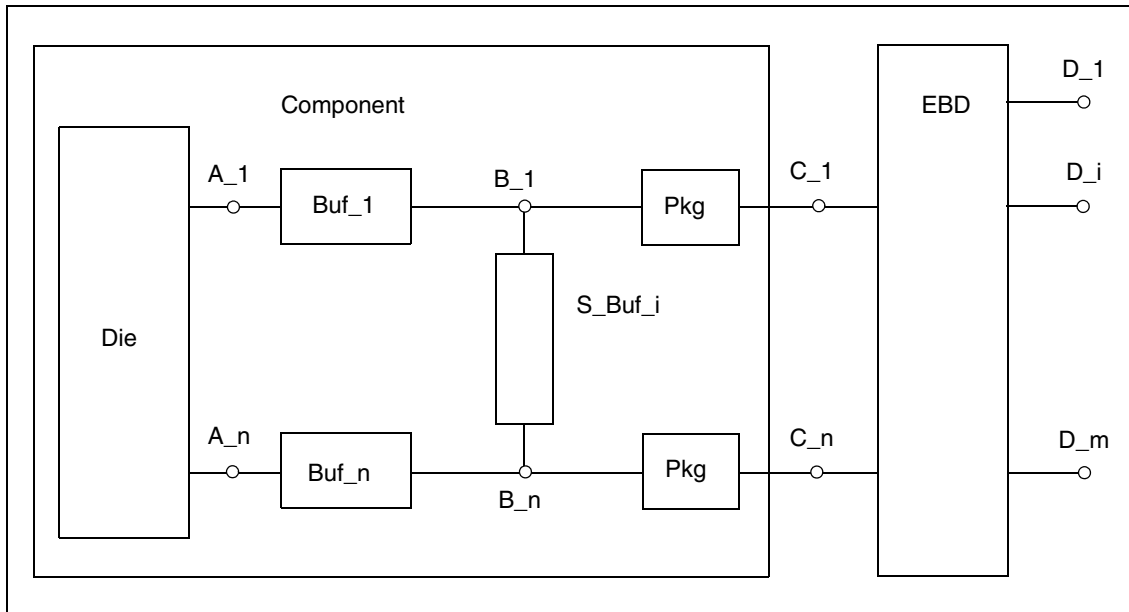 Component
EBD
D_1
A_1
B_1
C_1
D_i
Buf_1
Pkg
S_Buf_i
Die
A_n
C_n
D_m
Buf_n
Pkg
B_n